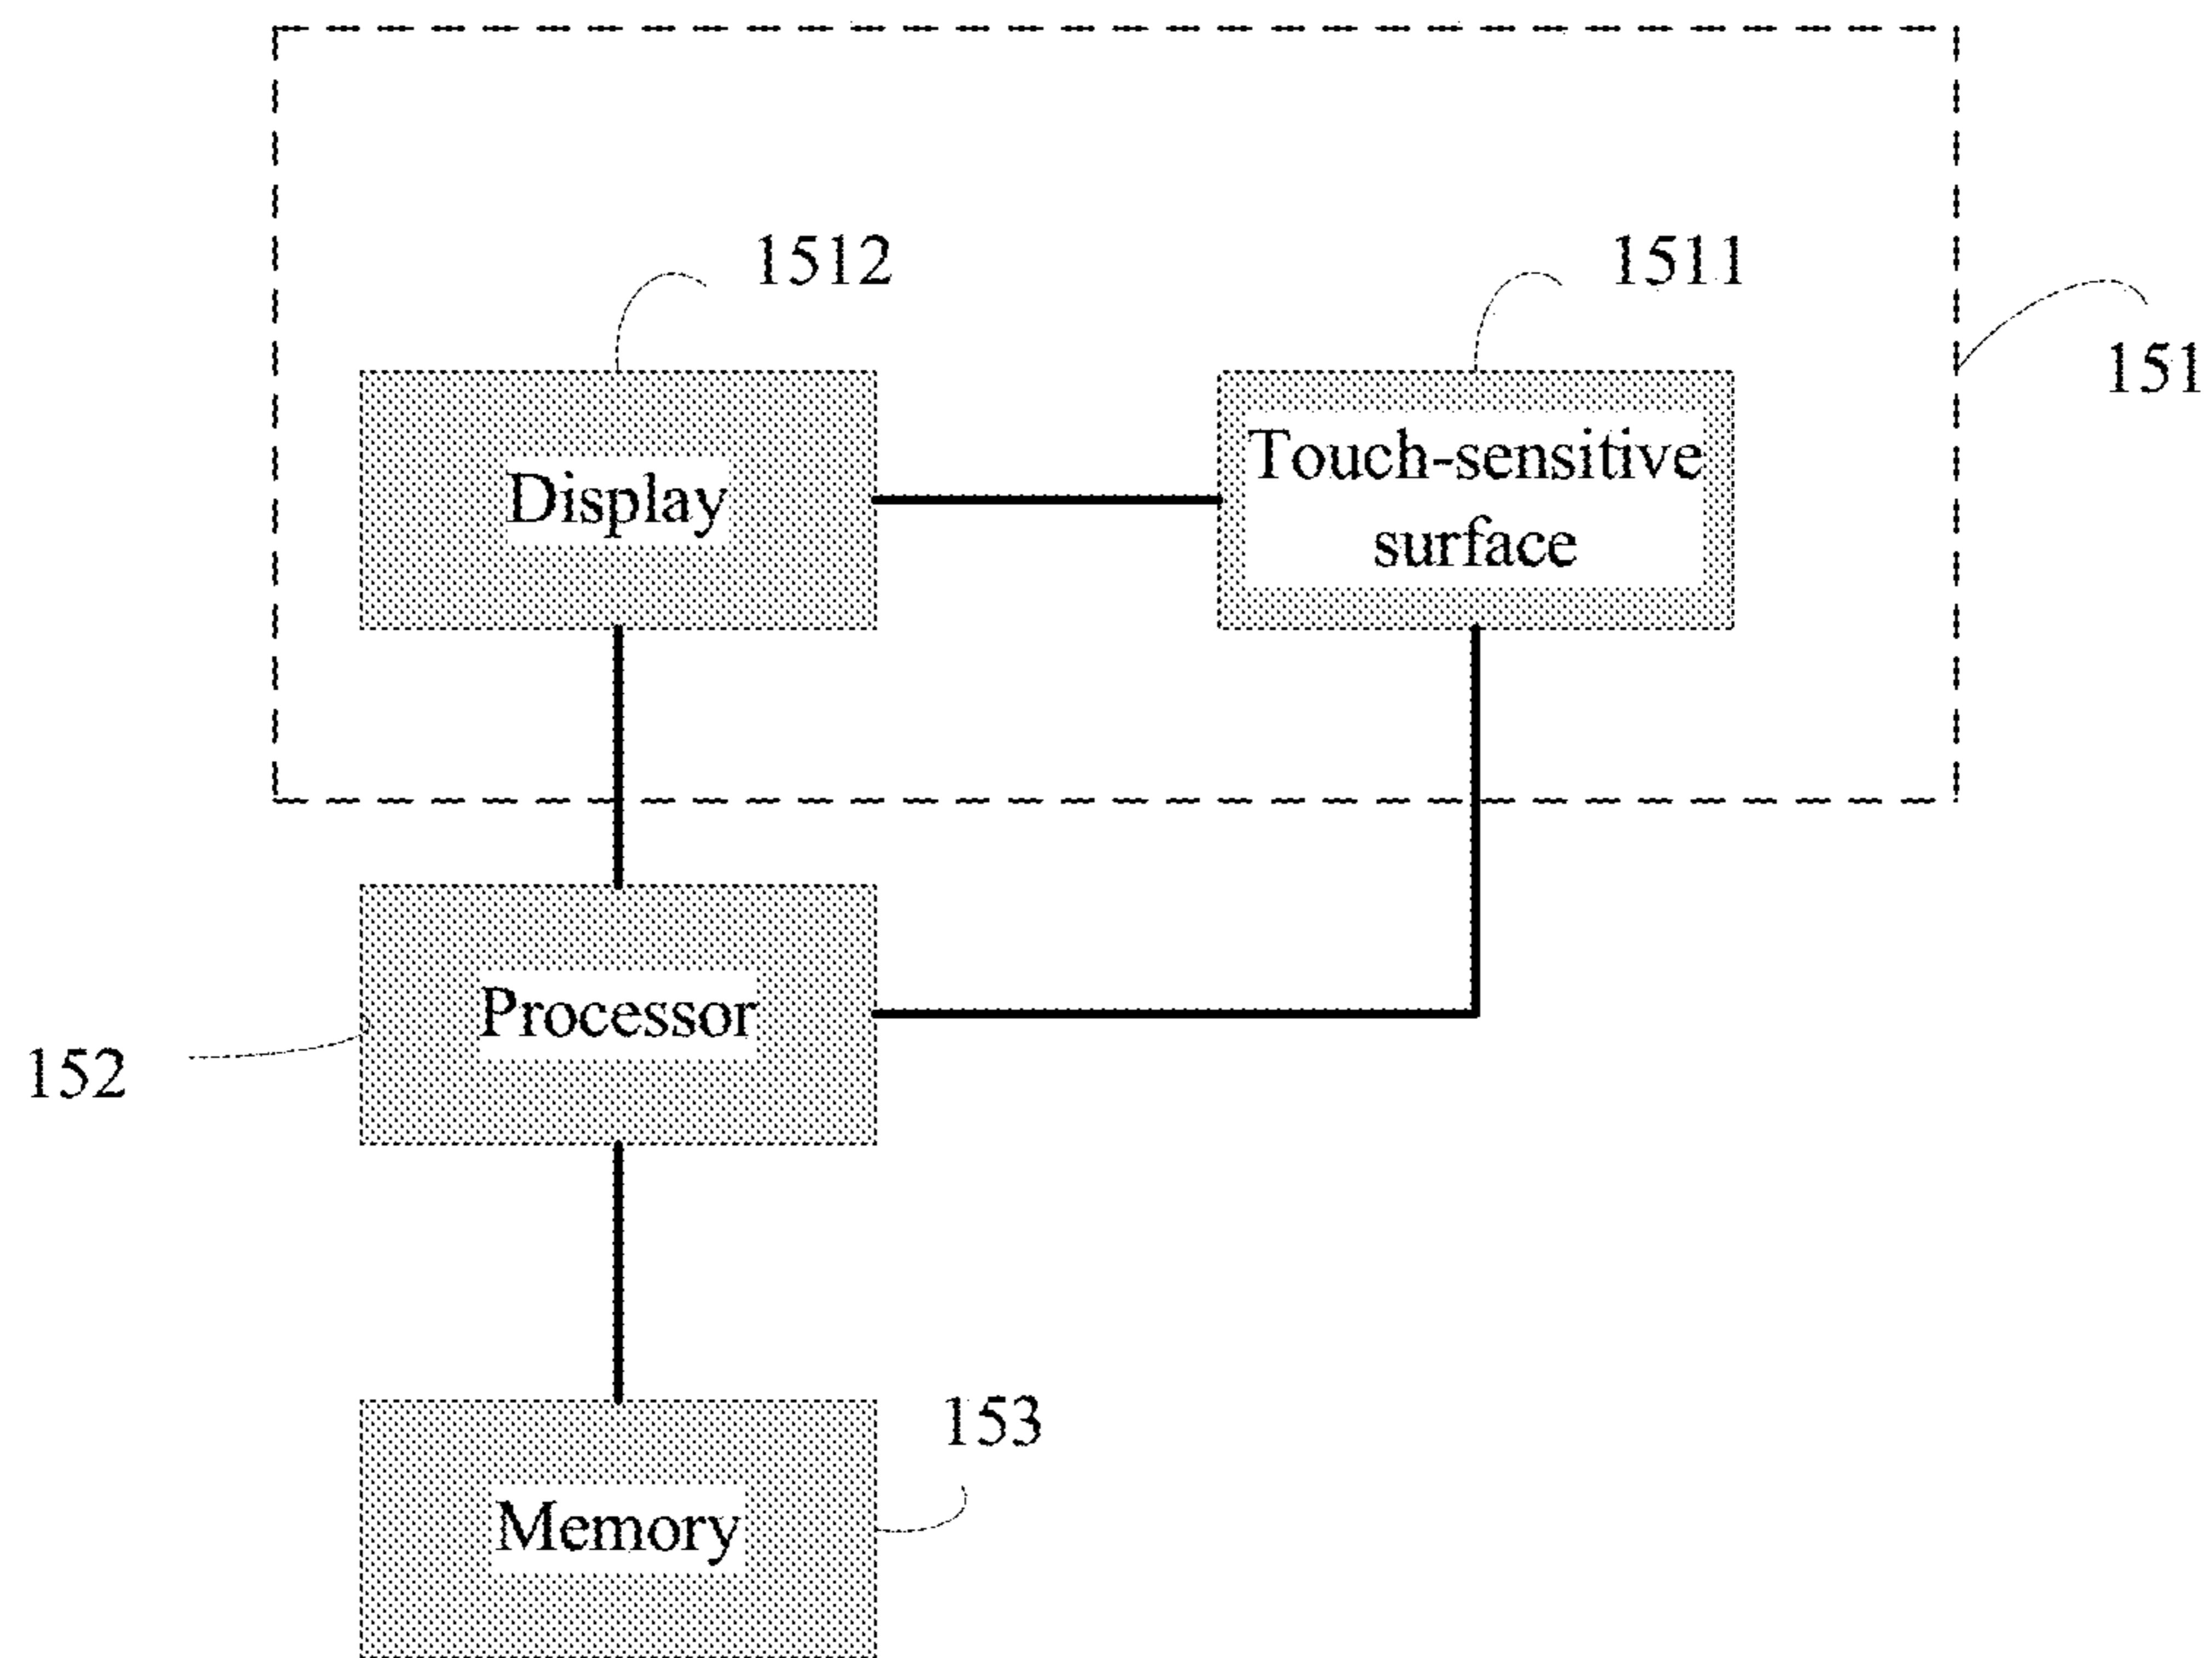 1512
1511
151
Display
Touch-sensitive
surface
Processor
152
153
Memory